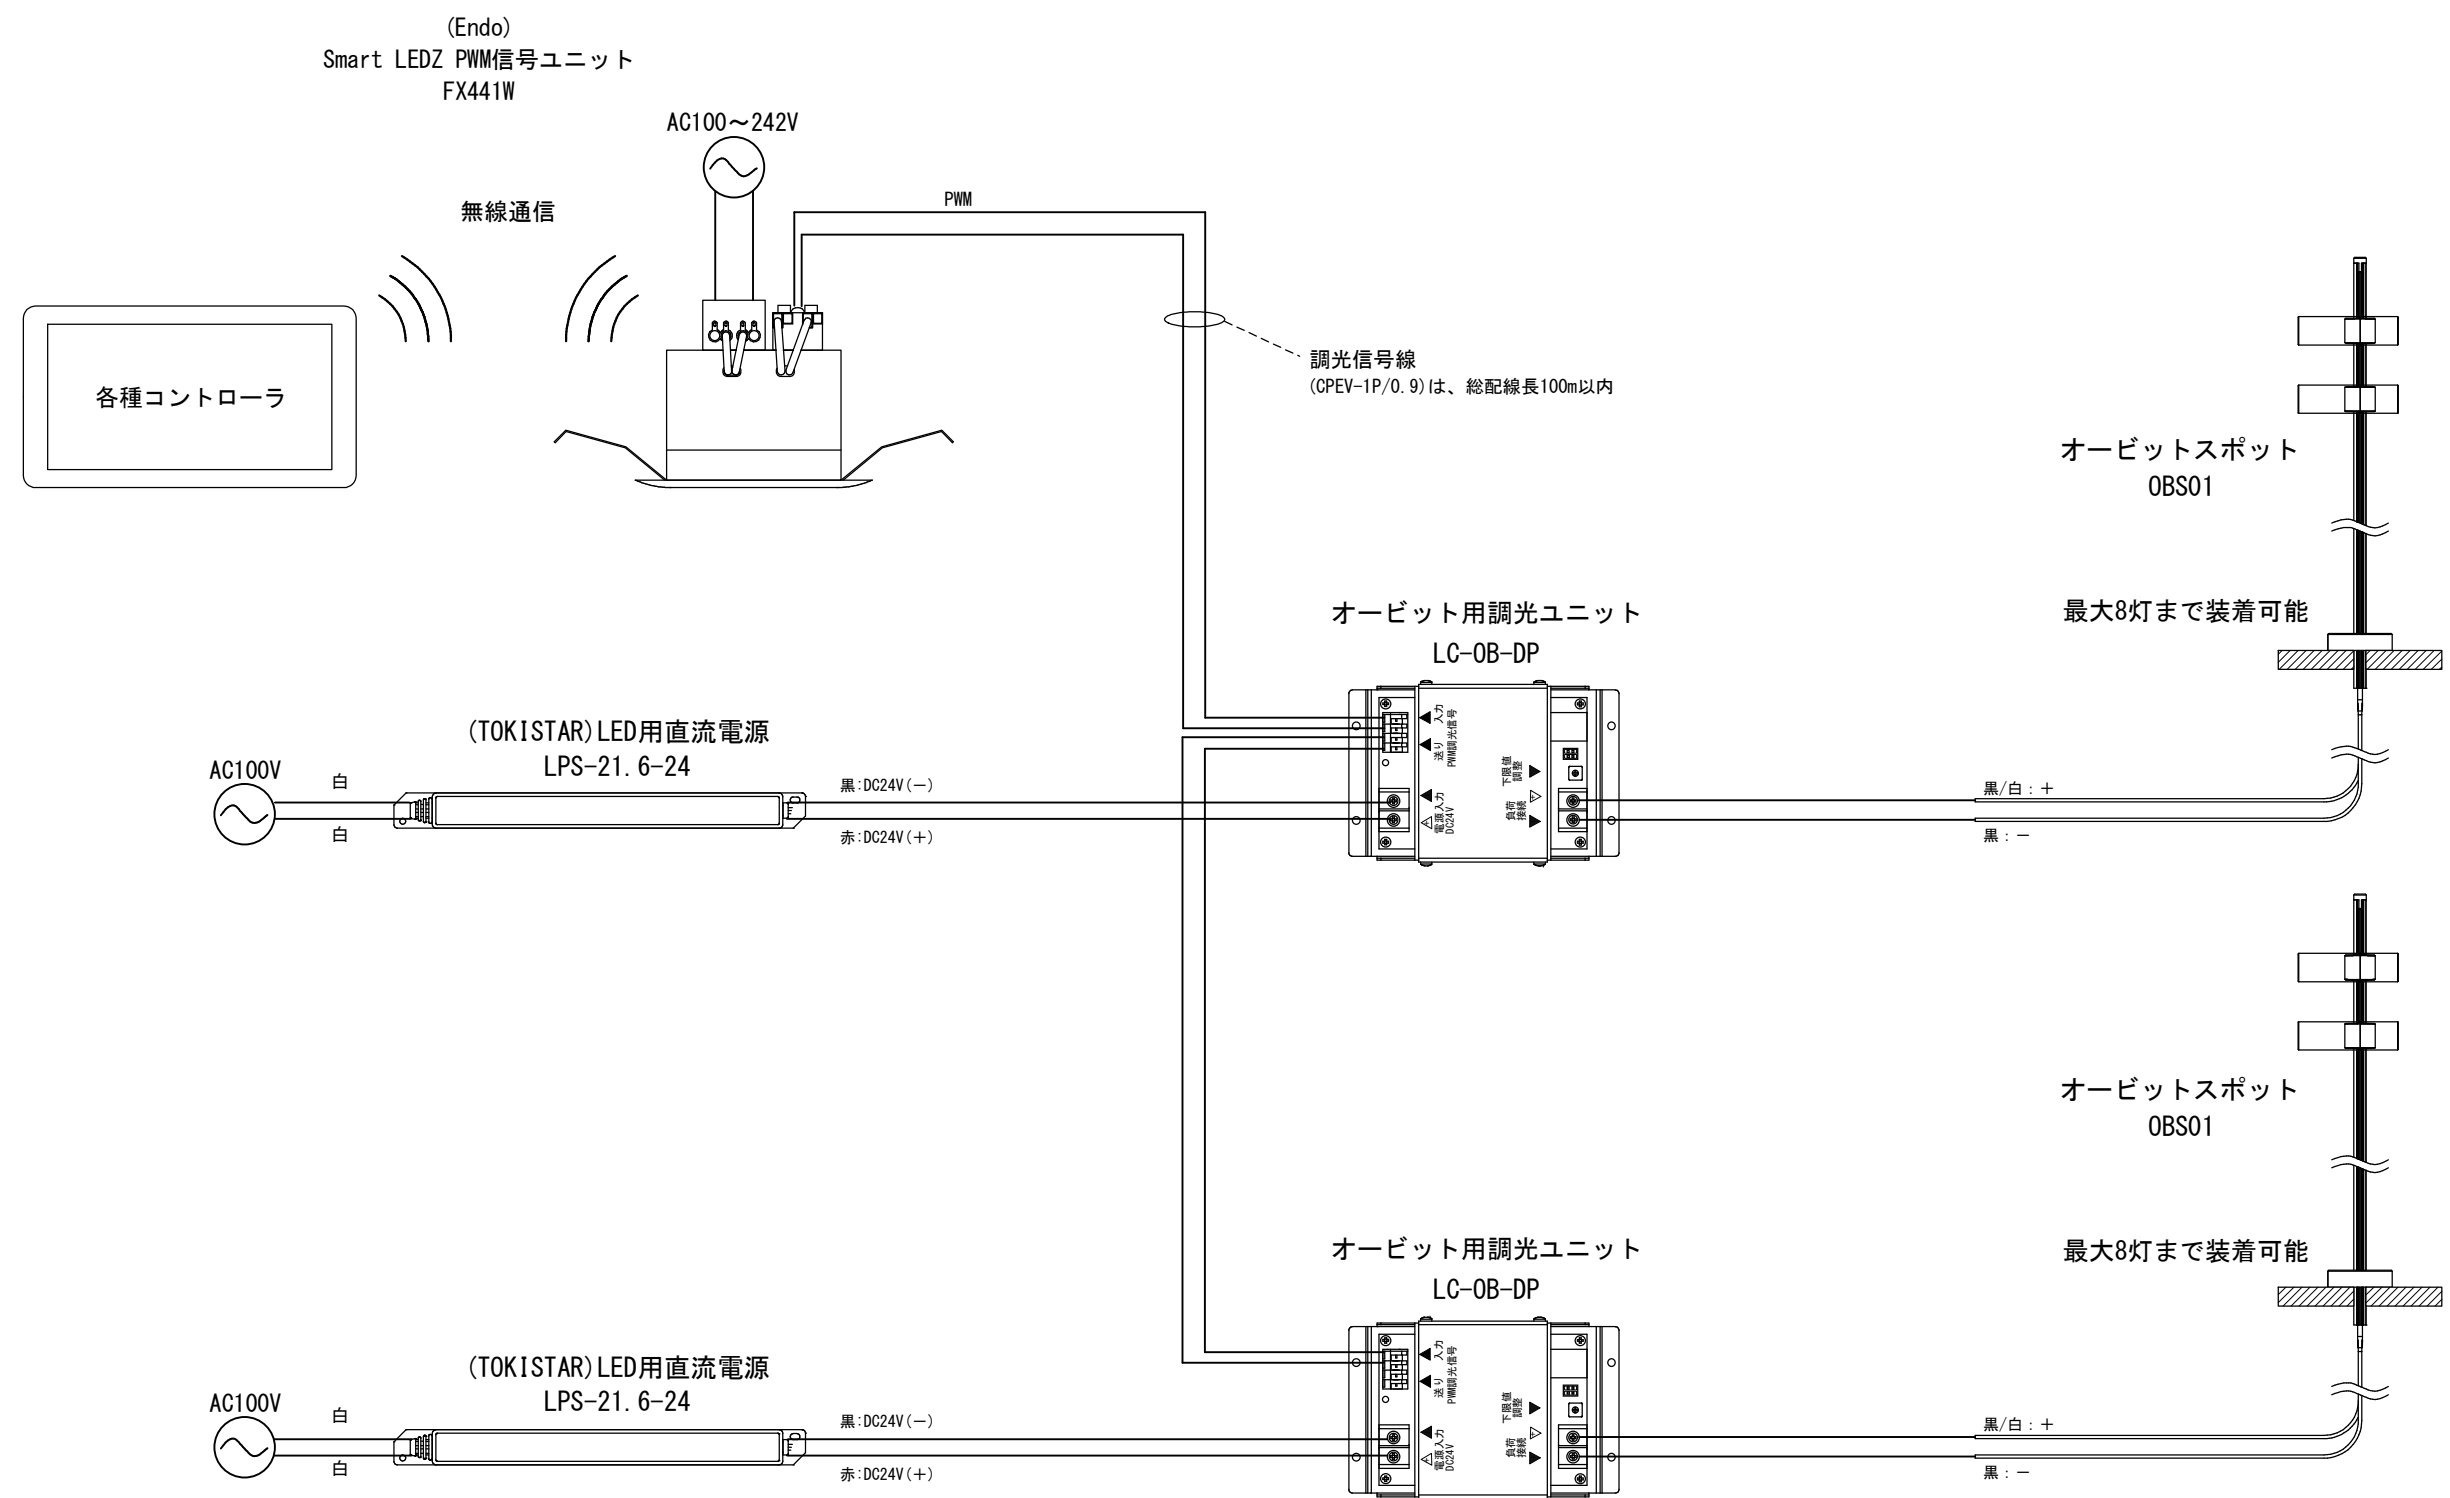 (Endo)
Smart LEDZ PWM信号ユニット
FX441W
AC100～242V
無線通信
PWM
各種コントローラ
調光信号線
(CPEV-1P/0.9)は、総配線長100m以内
オービットスポット
OBS01
最大8灯まで装着可能
オービット用調光ユニット
LC-OB-DP
入力
送り
PWM調光信号
電源入力
DC24V
下限値
調整
負荷
接続
(TOKISTAR)LED用直流電源
LPS-21.6-24
AC100V
白
白
黒:DC24V(－)
赤:DC24V(＋)
黒/白：＋
黒：－
オービットスポット
OBS01
最大8灯まで装着可能
オービット用調光ユニット
LC-OB-DP
入力
送り
PWM調光信号
電源入力
DC24V
下限値
調整
負荷
接続
(TOKISTAR)LED用直流電源
LPS-21.6-24
AC100V
白
白
黒:DC24V(－)
赤:DC24V(＋)
黒/白：＋
黒：－